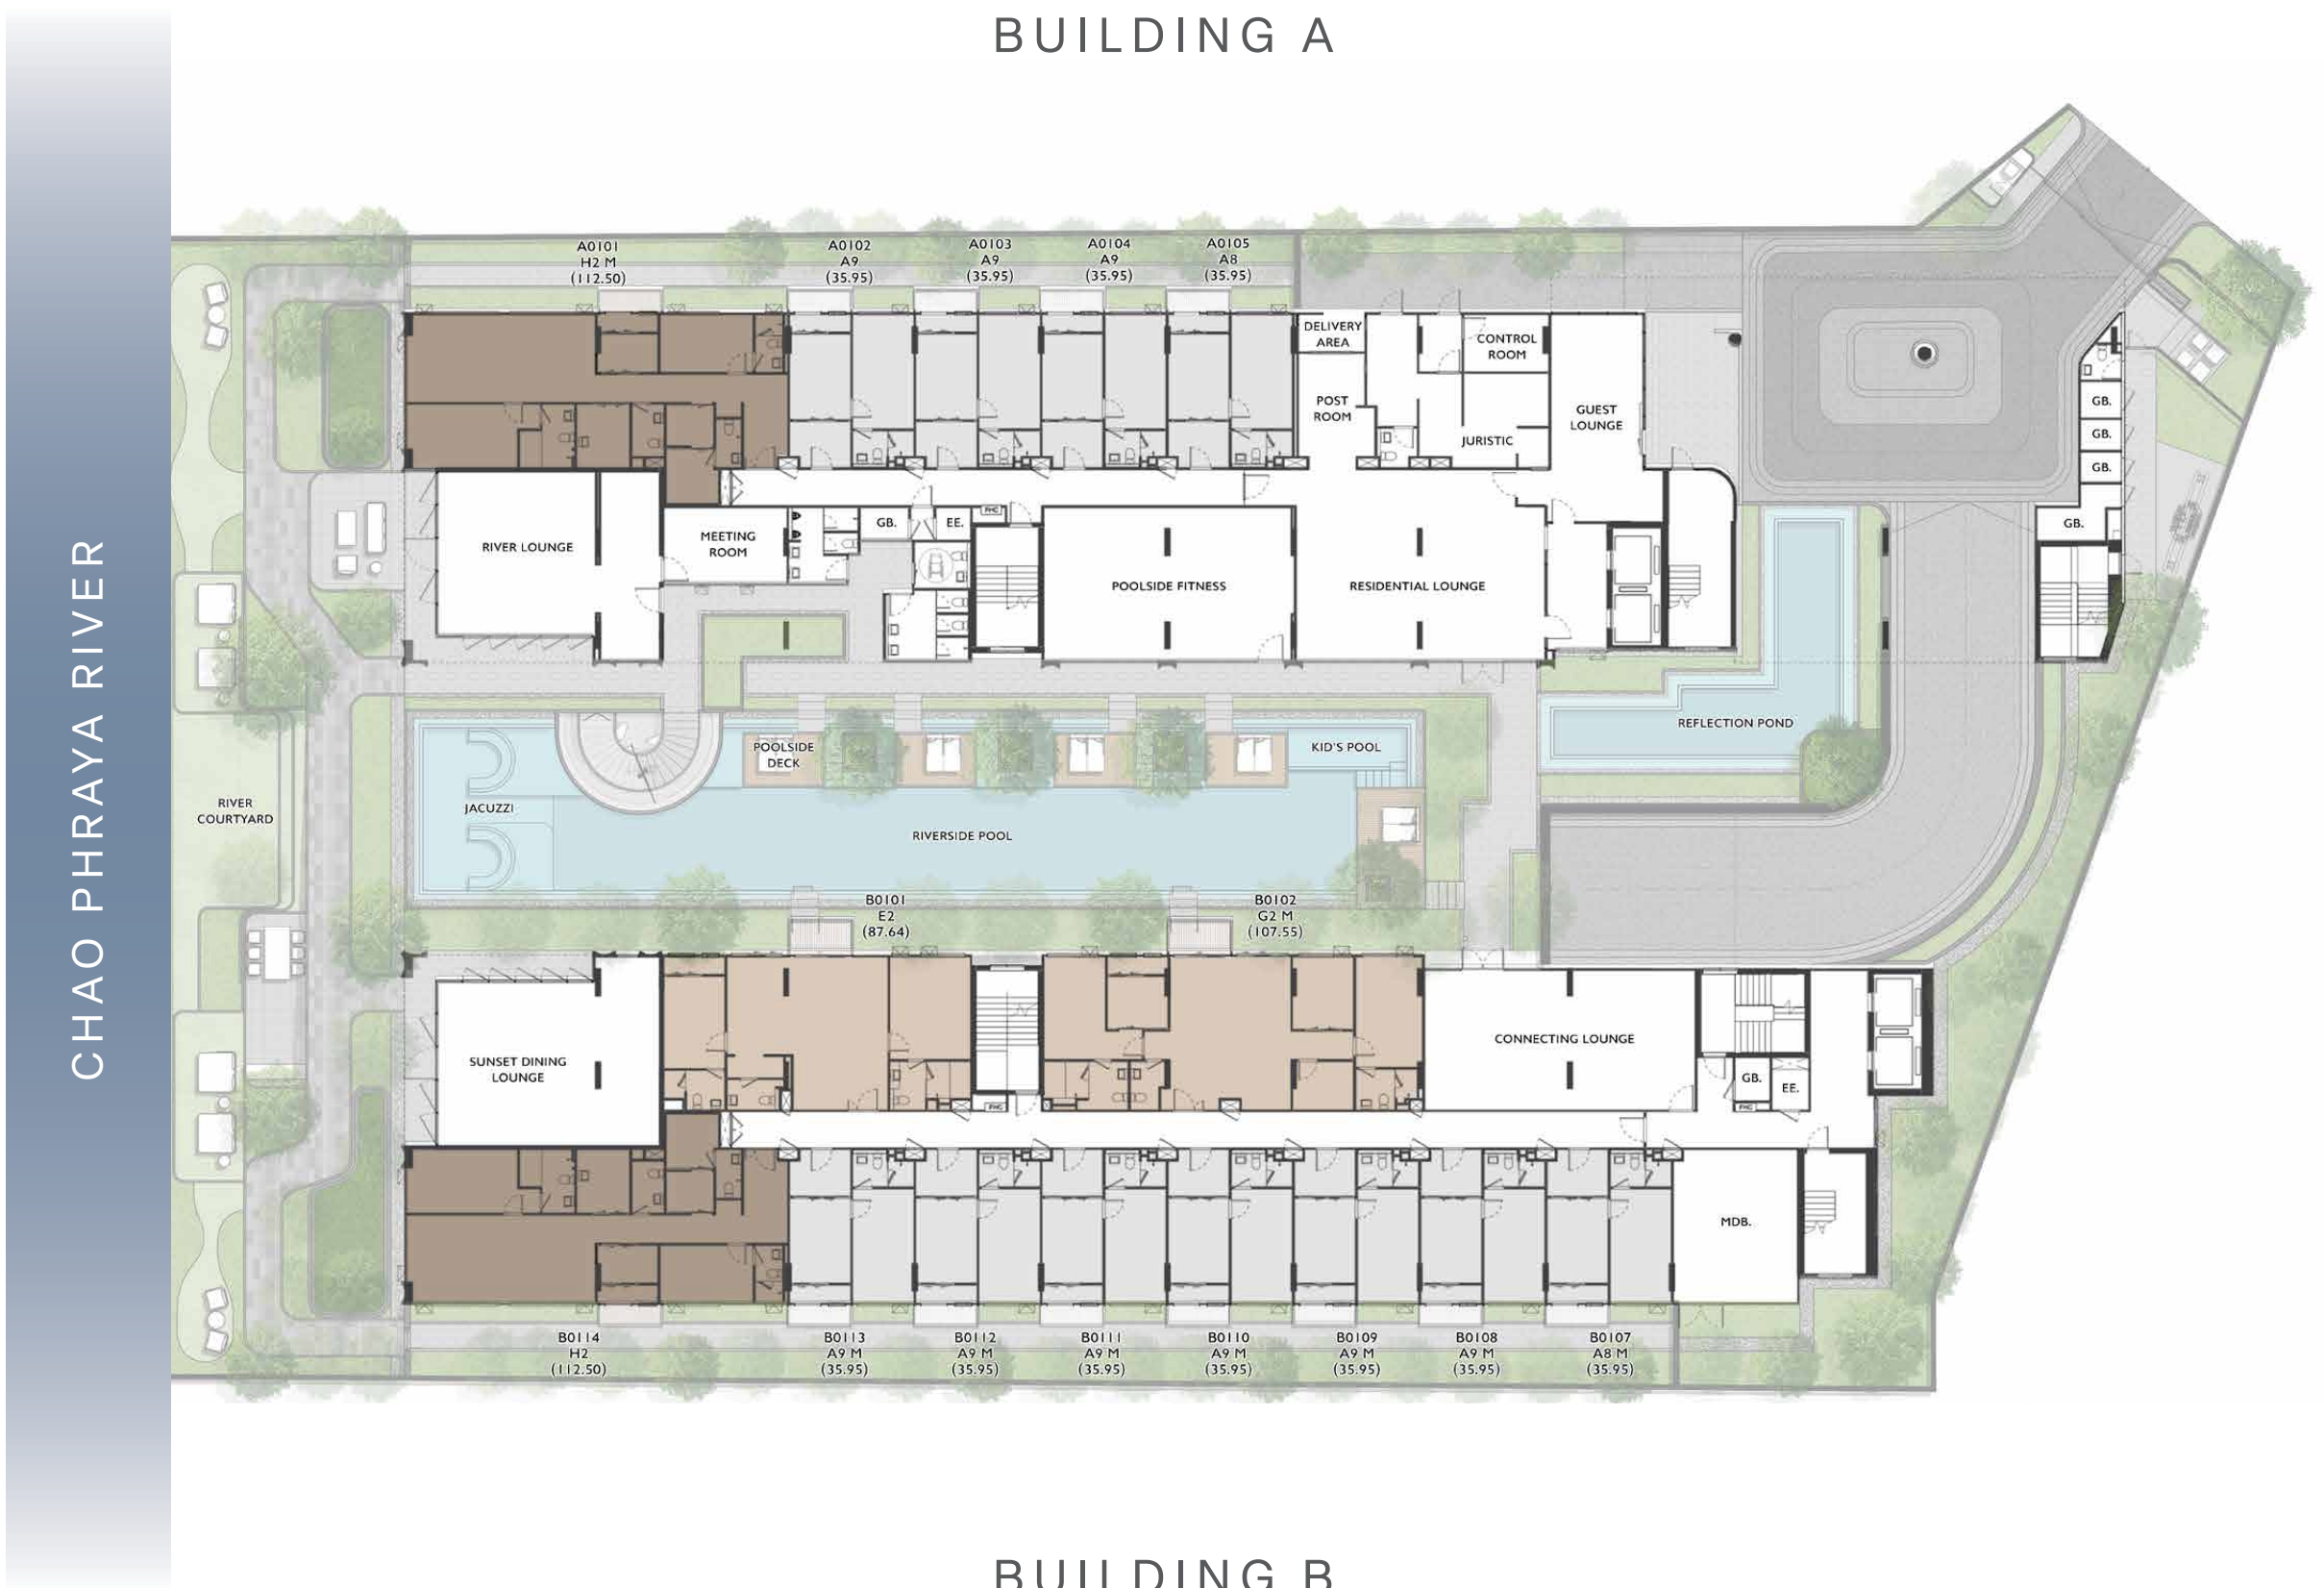 BUILDING A
CHAO PHRAYA RIVER
A0101
H2 M
(112.50)
A0102
A9
(35.95)
A0103
A9
(35.95)
A0104
A9
(35.95)
A0105
A8
(35.95)
DELIVERY
AREA
CONTROL
ROOM
POST
ROOM
GUEST
LOUNGE
JURISTIC
GB.
GB.
GB.
GB.
RIVER LOUNGE
MEETING
ROOM
GB.
EE.
FHC
POOLSIDE FITNESS
RESIDENTIAL LOUNGE
REFLECTION POND
POOLSIDE
DECK
KID'S POOL
JACUZZI
RIVER
COURTYARD
RIVERSIDE POOL
B0101
E2
(87.64)
B0102
G2 M
(107.55)
SUNSET DINING
LOUNGE
CONNECTING LOUNGE
GB.
EE.
FHC
FHC
MDB.
B0114
H2
(112.50)
B0113
A9 M
(35.95)
B0112
A9 M
(35.95)
B0111
A9 M
(35.95)
B0110
A9 M
(35.95)
B0109
A9 M
(35.95)
B0108
A9 M
(35.95)
B0107
A8 M
(35.95)
BUILDING B